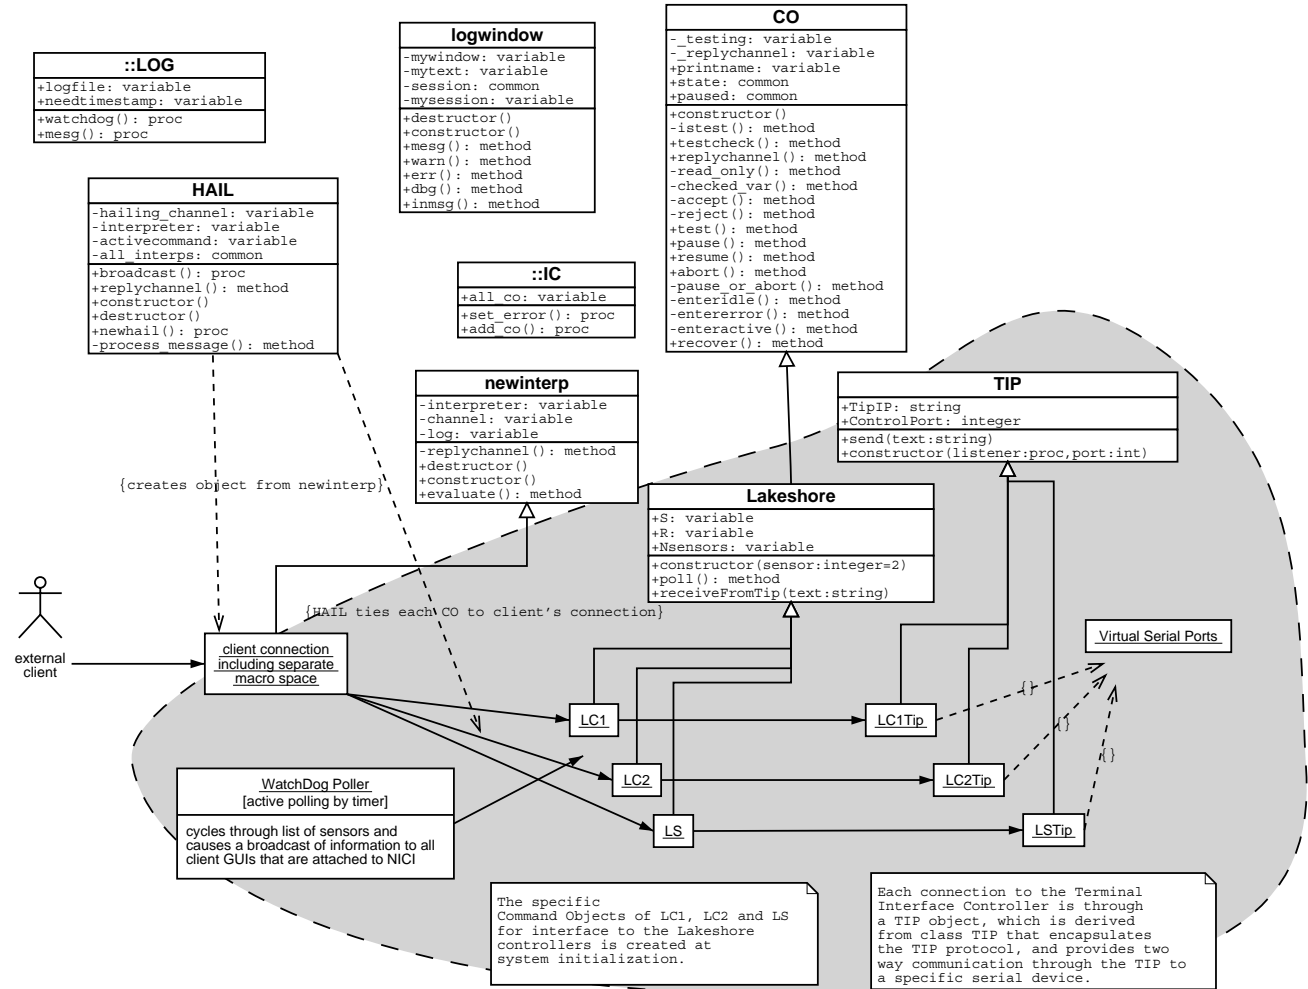 ::LOG
+logfile: variable
+needtimestamp: variable
+watchdog(): proc
+mesg(): proc
logwindow
-mywindow: variable
-mytext: variable
-session: common
-mysession: variable
+destructor()
+constructor()
+mesg(): method
+warn(): method
+err(): method
+dbg(): method
+inmsg(): method
CO
-_testing: variable
-_replychannel: variable
+printname: variable
+state: common
+paused: common
+constructor()
-istest(): method
+testcheck(): method
+replychannel(): method
-read_only(): method
-checked_var(): method
-accept(): method
-reject(): method
+test(): method
+pause(): method
+resume(): method
+abort(): method
-pause_or_abort(): method
-enteridle(): method
-entererror(): method
-enteractive(): method
+recover(): method
HAIL
-hailing_channel: variable
-interpreter: variable
-activecommand: variable
-all_interps: common
+broadcast(): proc
+replychannel(): method
+constructor()
+destructor()
+newhail(): proc
-process_message(): method
::IC
+all_co: variable
+set_error(): proc
+add_co(): proc
newinterp
-interpreter: variable
-channel: variable
-log: variable
-replychannel(): method
+destructor()
+constructor()
+evaluate(): method
TIP
+TipIP: string
+ControlPort: integer
+send(text:string)
+constructor(listener:proc,port:int)
{creates object from newinterp}
Lakeshore
+S: variable
+R: variable
+Nsensors: variable
+constructor(sensor:integer=2)
+poll(): method
+receiveFromTip(text:string)
{HAIL ties each CO to client's connection}
external
client
client connection
including separate
macro space
Virtual Serial Ports
{}
{}
{}
LC1
LC1Tip
LC2
LC2Tip
LS
LSTip
WatchDog Poller
[active polling by timer]
cycles through list of sensors and
causes a broadcast of information to all
client GUIs that are attached to NICI
The specific
Command Objects of LC1, LC2 and LS
for interface to the Lakeshore
controllers is created at
system initialization.
Each connection to the Terminal
Interface Controller is through
a TIP object, which is derived
from class TIP that encapsulates
the TIP protocol, and provides two
way communication through the TIP to
a specific serial device.